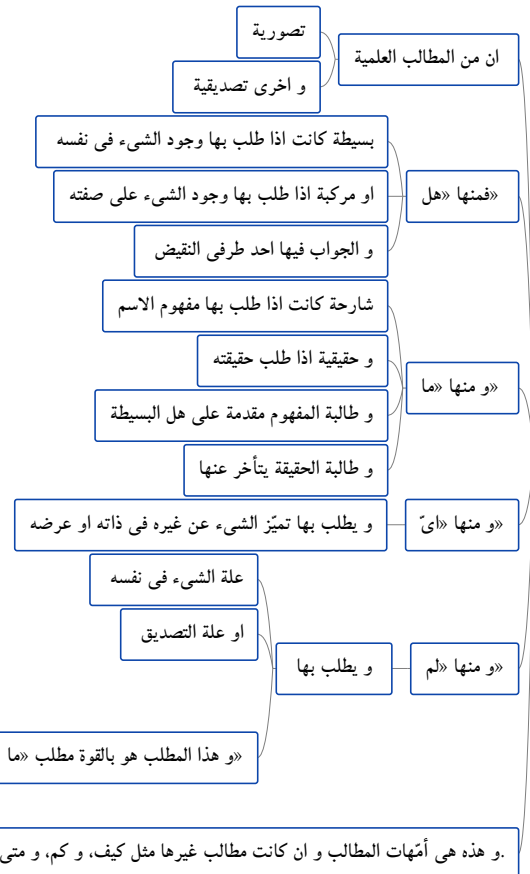 ان من المطالب العلمية
تصورية
و اخرى تصديقية
«فمنها «هل
بسيطة كانت اذا طلب بها وجود الشىء فى نفسه
او مركبة اذا طلب بها وجود الشىء على صفته
و الجواب فيها احد طرفى النقيض
«و منها «ما
شارحة كانت اذا طلب بها مفهوم الاسم
و حقيقية اذا طلب حقيقته
و طالبة المفهوم مقدمة على هل البسيطة
و طالبة الحقيقة يتأخر عنها
«و منها «اىّ
و يطلب بها تميّز الشىء عن غيره فى ذاته او عرضه
«و منها «لم
و يطلب بها
علة الشىء فى نفسه
او علة التصديق
«و هذا المطلب هو بالقوة مطلب «ما
.و هذه هى أمّهات المطالب و ان كانت مطالب غيرها مثل كيف، و كم، و متى